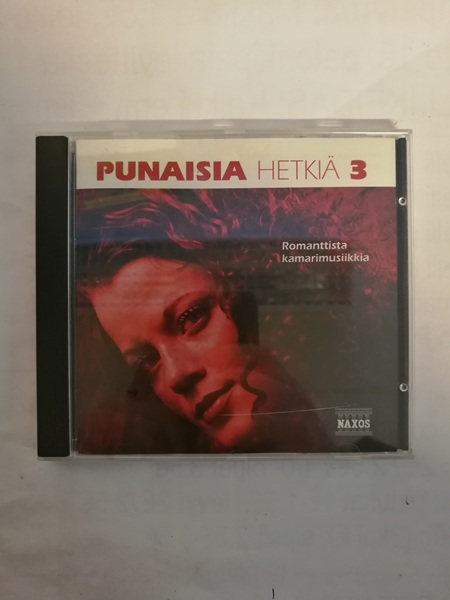 PUNAISIA HETKIÄ 3
Romanttista
kamarimusiikkia
NAXOS